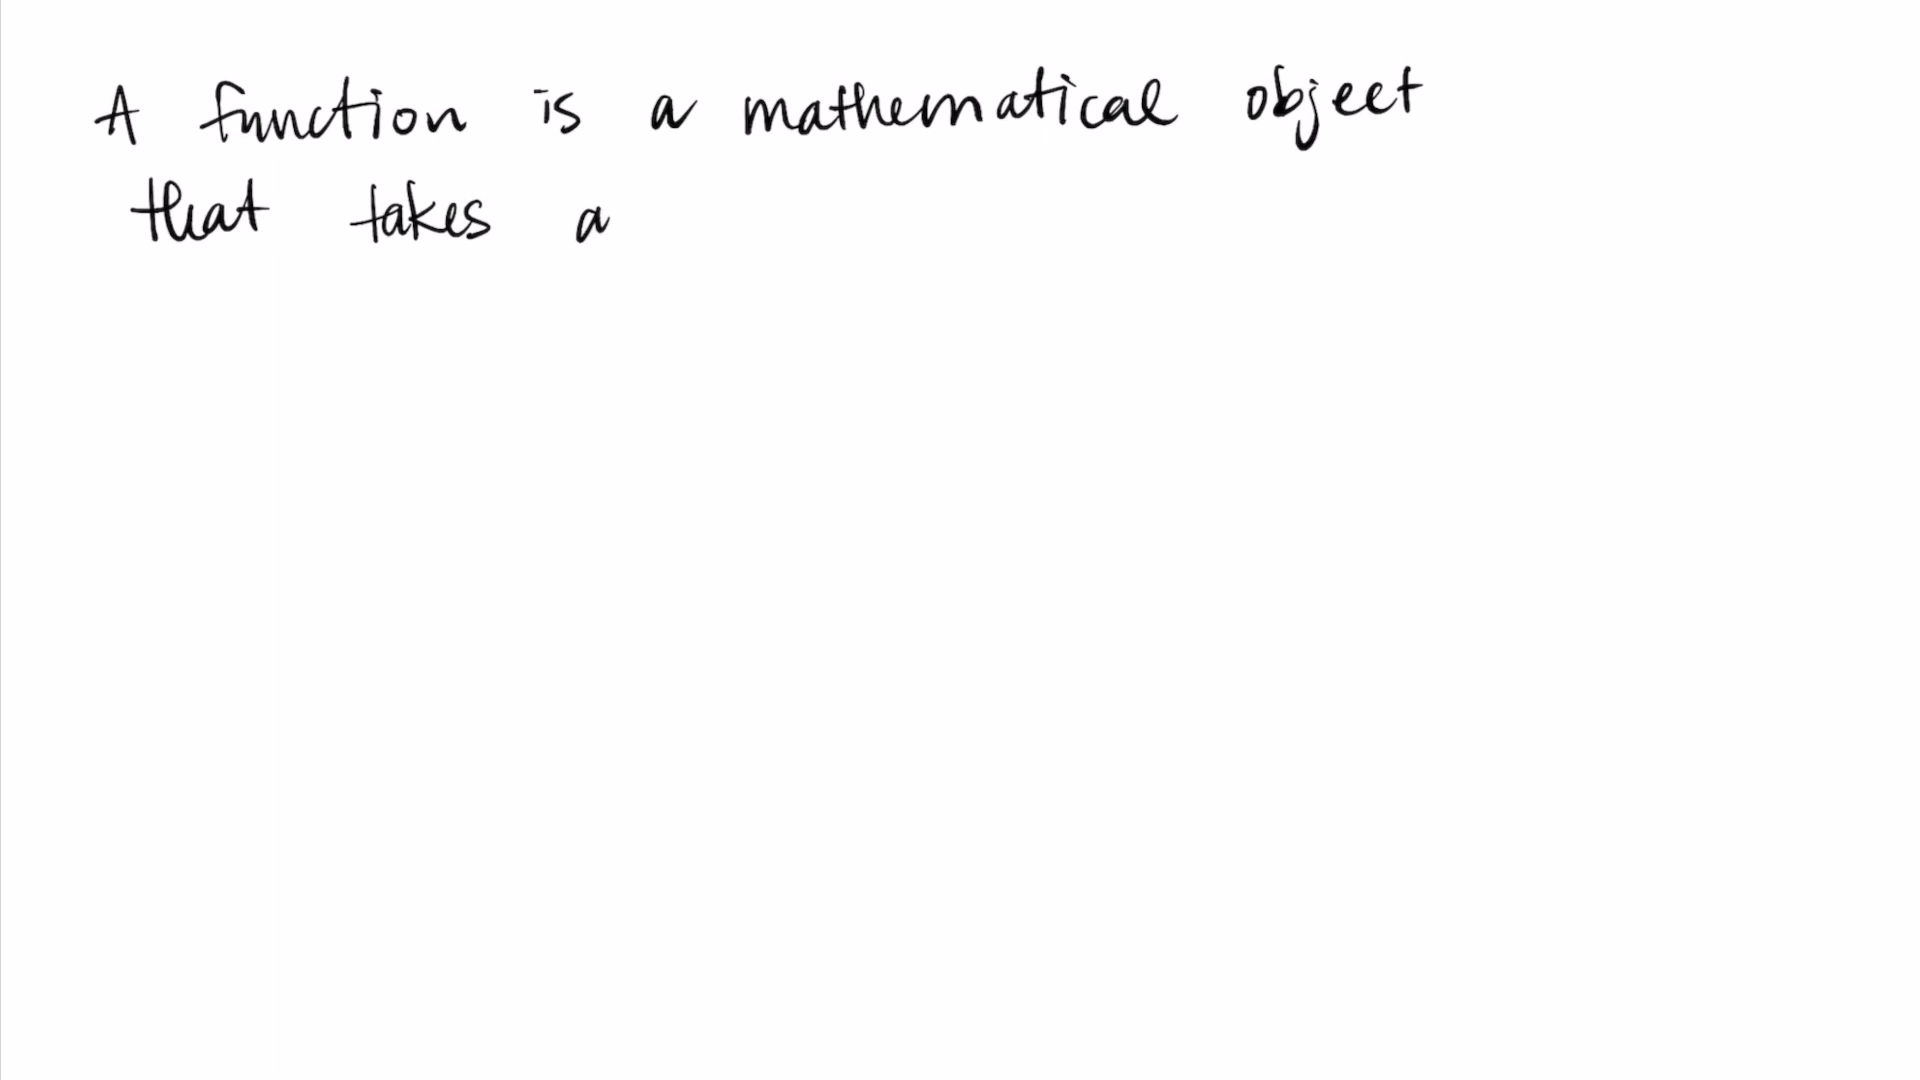 A function is a mathematical object
that takes a